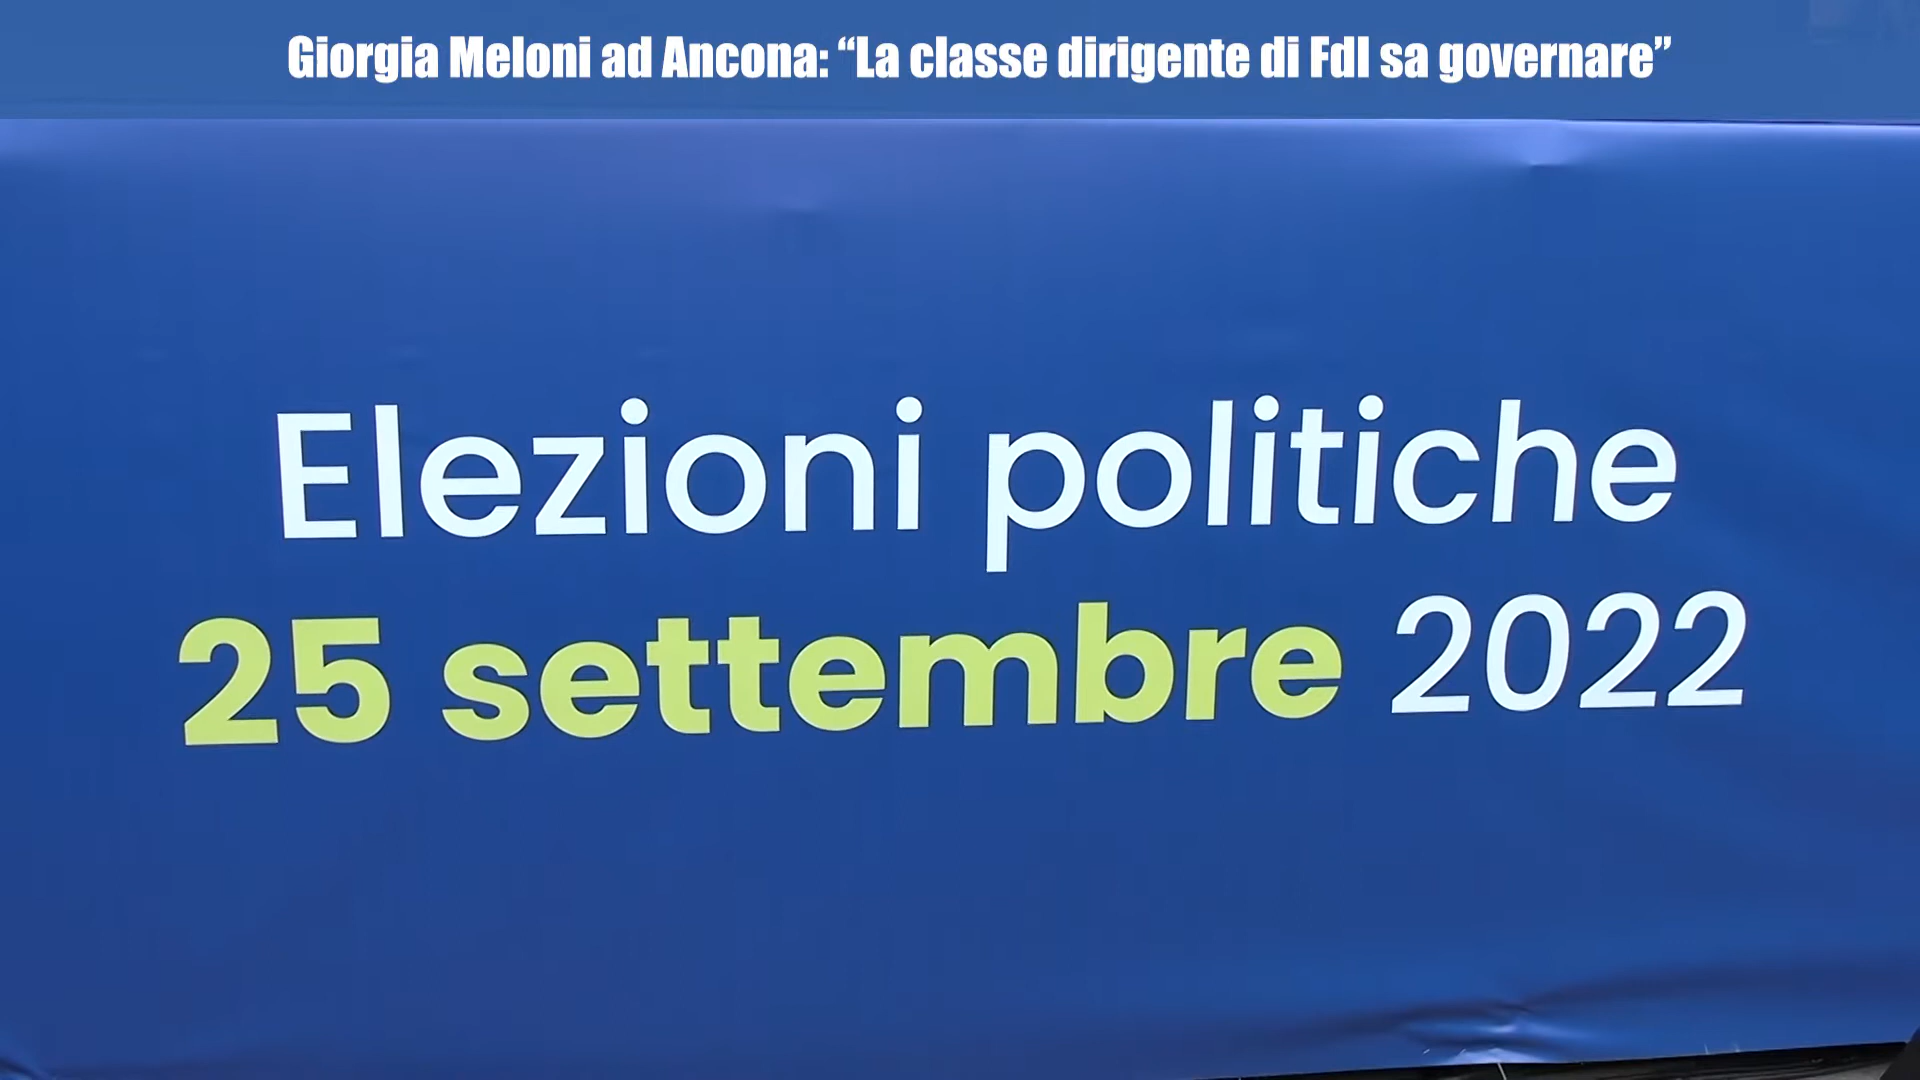 Giorgia Meloni ad Ancona: “La classe dirigente di FdI sa governare”
Elezioni politiche
25 settembre 2022